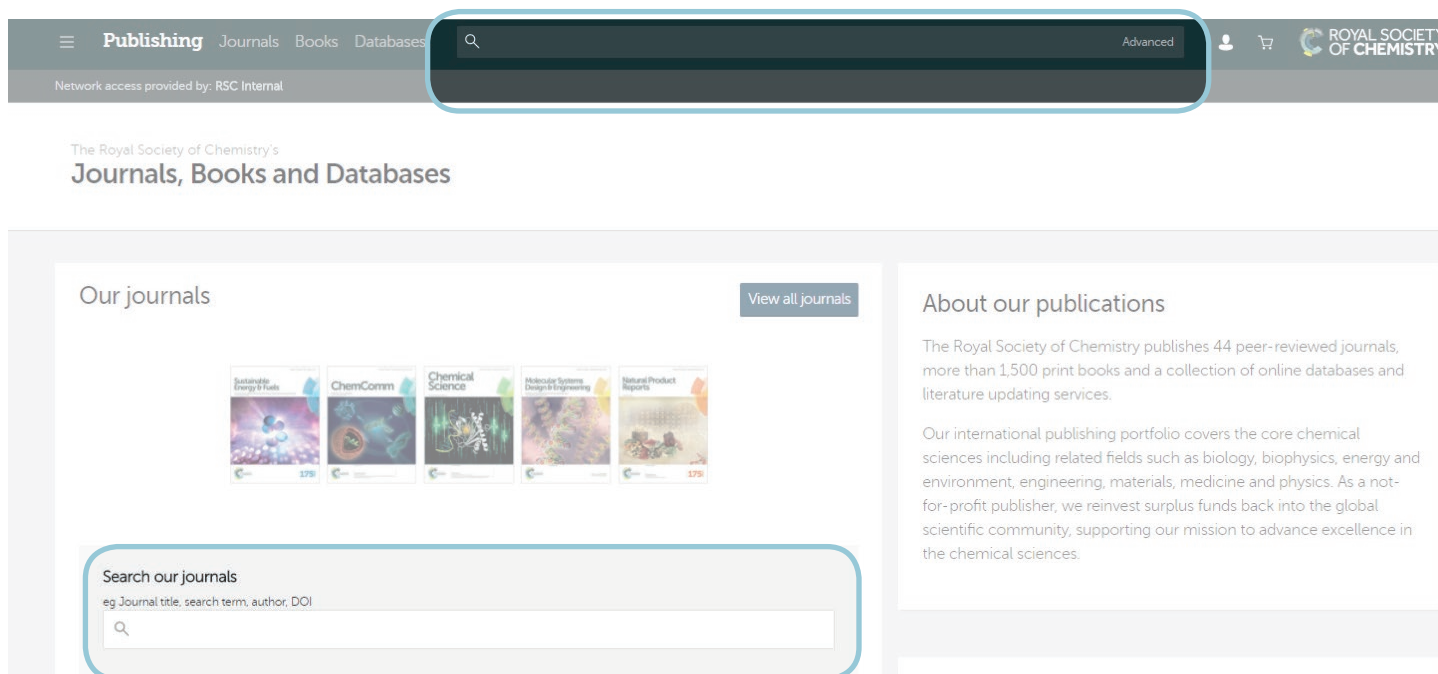 Publishing Journals Books Databases Advanced ROYAL SOCIETY
OF CHEMISTRY
Network access provided by: RSC Internal
The Royal Society of Chemistry's
Journals, Books and Databases
Our journals
View all journals
Sustainable
Energy & Fuels
ChemComm
Chemical
Science
Molecular Systems
Design & Engineering
Natural Product
Reports
175
175
Search our journals
eg Journal title, search term, author, DOI
About our publications
The Royal Society of Chemistry publishes 44 peer-reviewed journals,
more than 1,500 print books and a collection of online databases and
literature updating services.
Our international publishing portfolio covers the core chemical
sciences including related fields such as biology, biophysics, energy and
environment, engineering, materials, medicine and physics. As a not-
for-profit publisher, we reinvest surplus funds back into the global
scientific community, supporting our mission to advance excellence in
the chemical sciences.